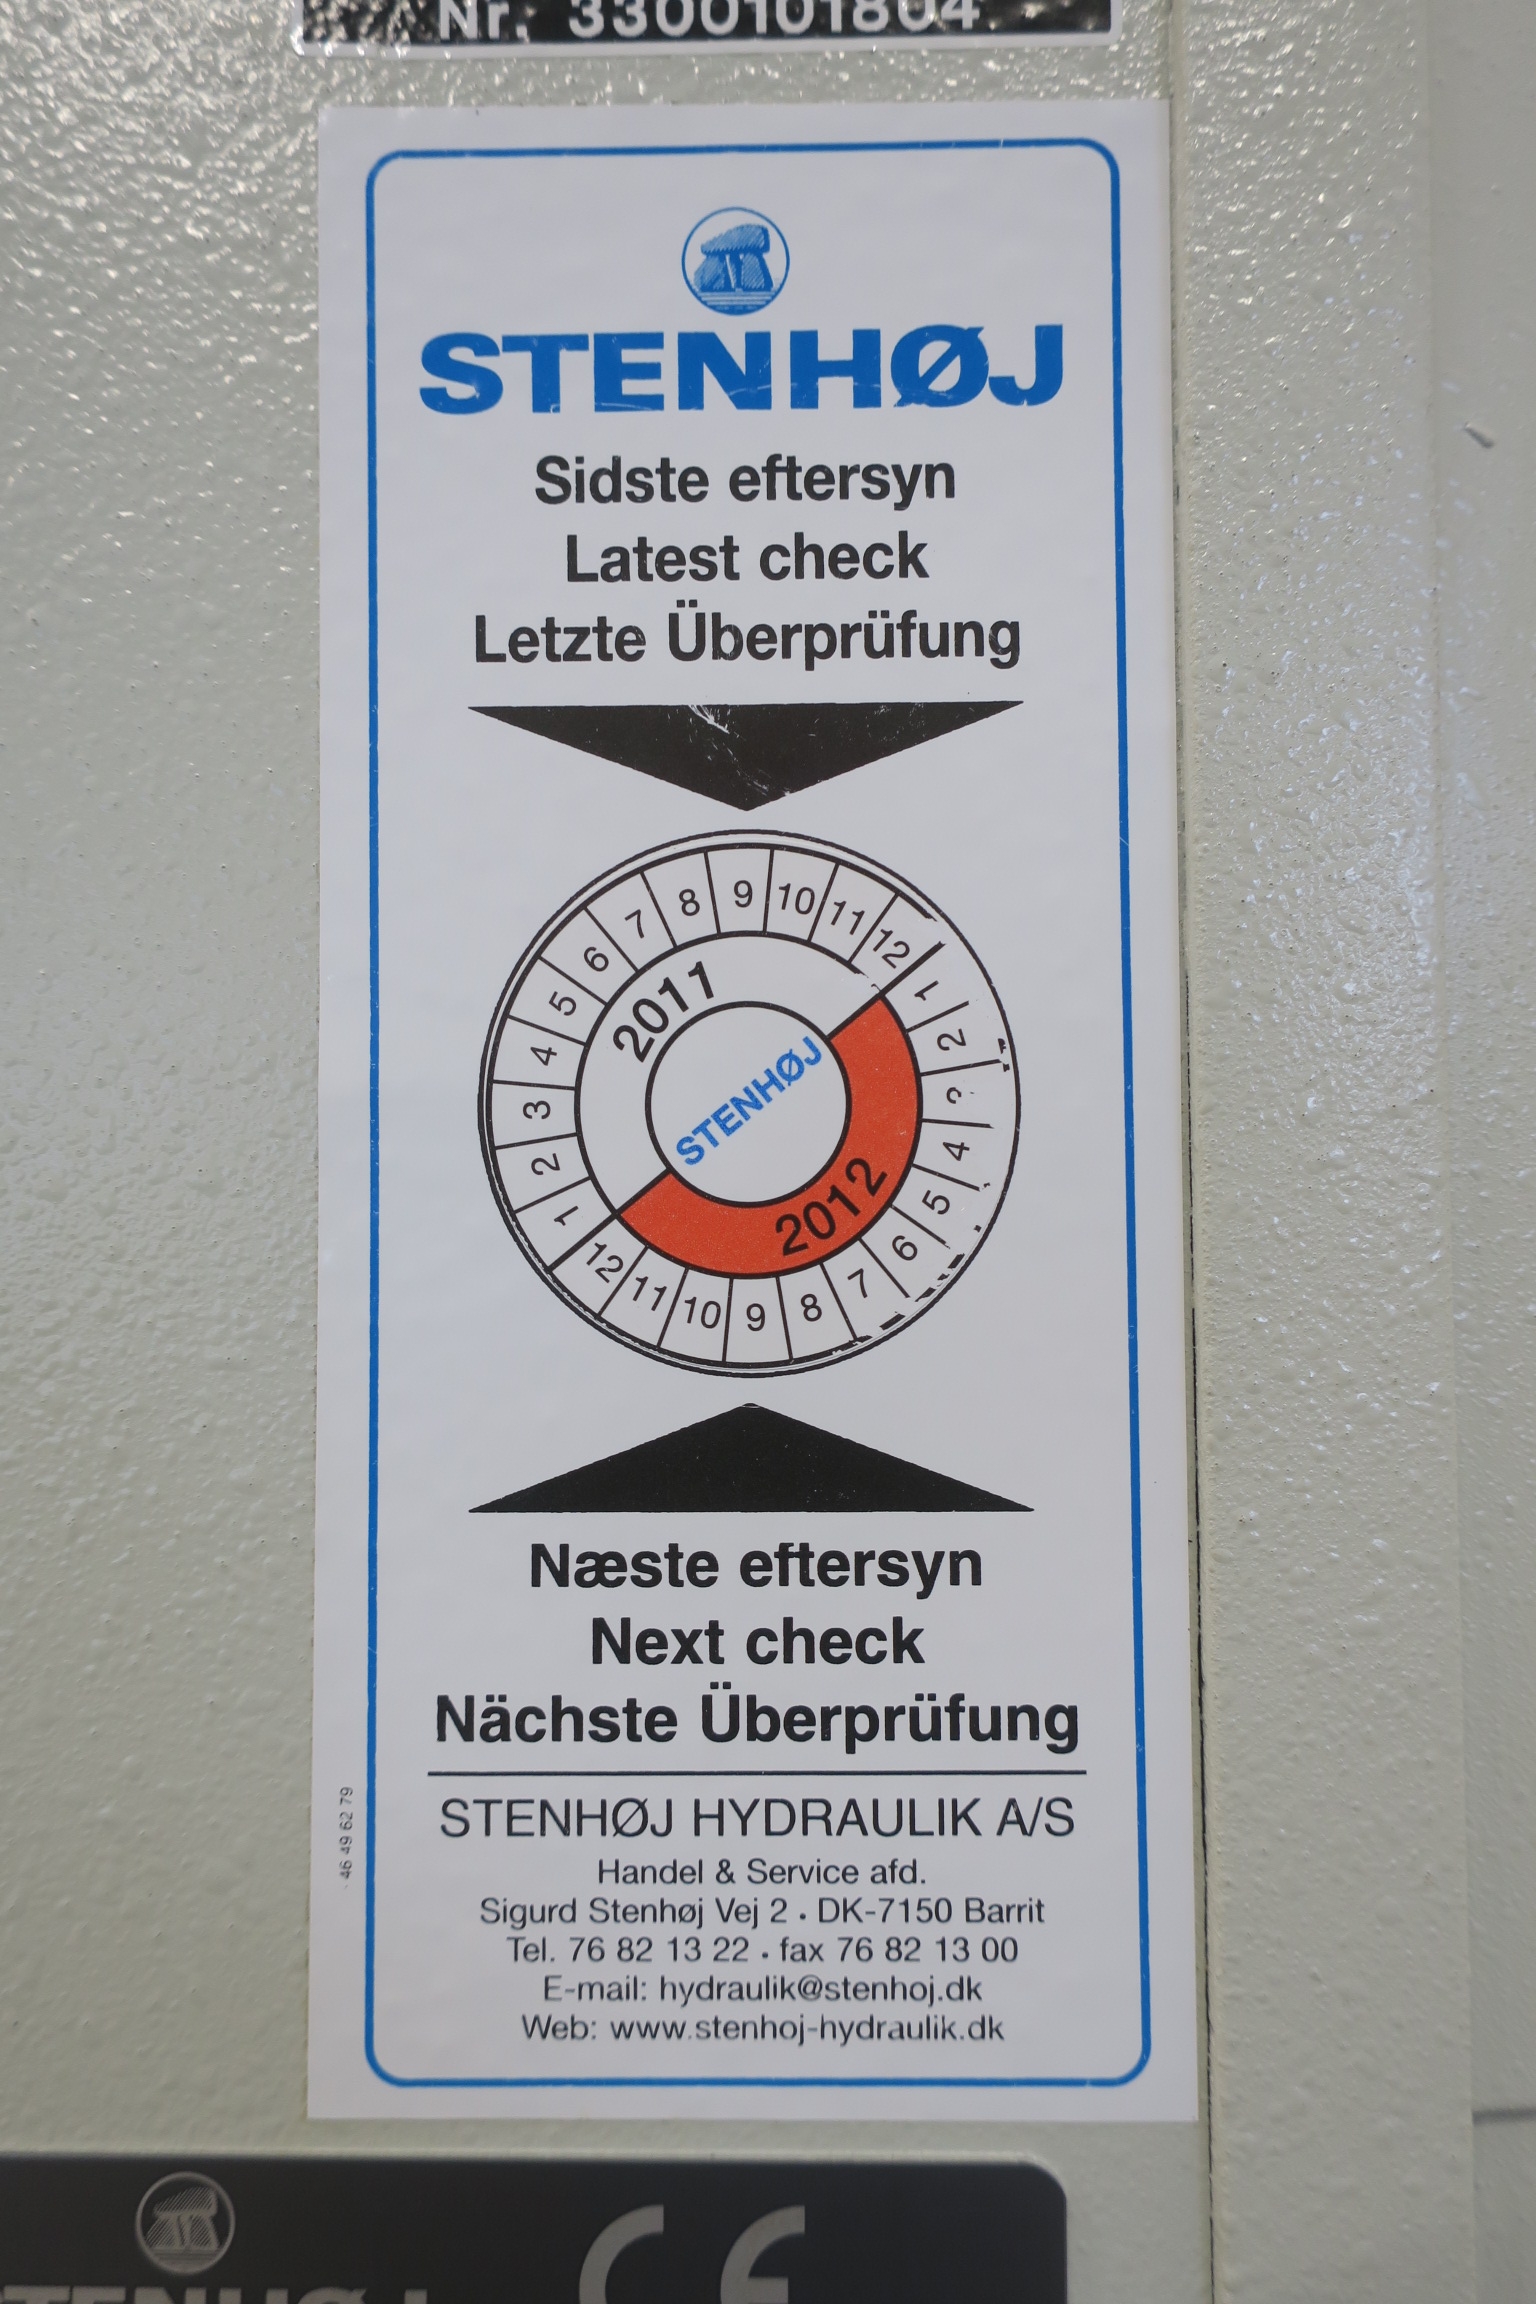 Nr. 3300101804
STENHØJ
Sidste eftersyn
Latest check
Letzte Überprüfung
1 2 3 4 5 6 7 8 9 10 11 12
2011
STENHØJ
2012
1 2 3 4 5 6 7 8 9 10 11 12
Næste eftersyn
Next check
Nächste Überprüfung
STENHØJ HYDRAULIK A/S
Handel & Service afd.
Sigurd Stenhøj Vej 2 • DK-7150 Barrit
Tel. 76 82 13 22 • fax 76 82 13 00
E-mail: hydraulik@stenhoj.dk
Web: www.stenhoj-hydraulik.dk
46 49 62 79
STENHØJ
CE